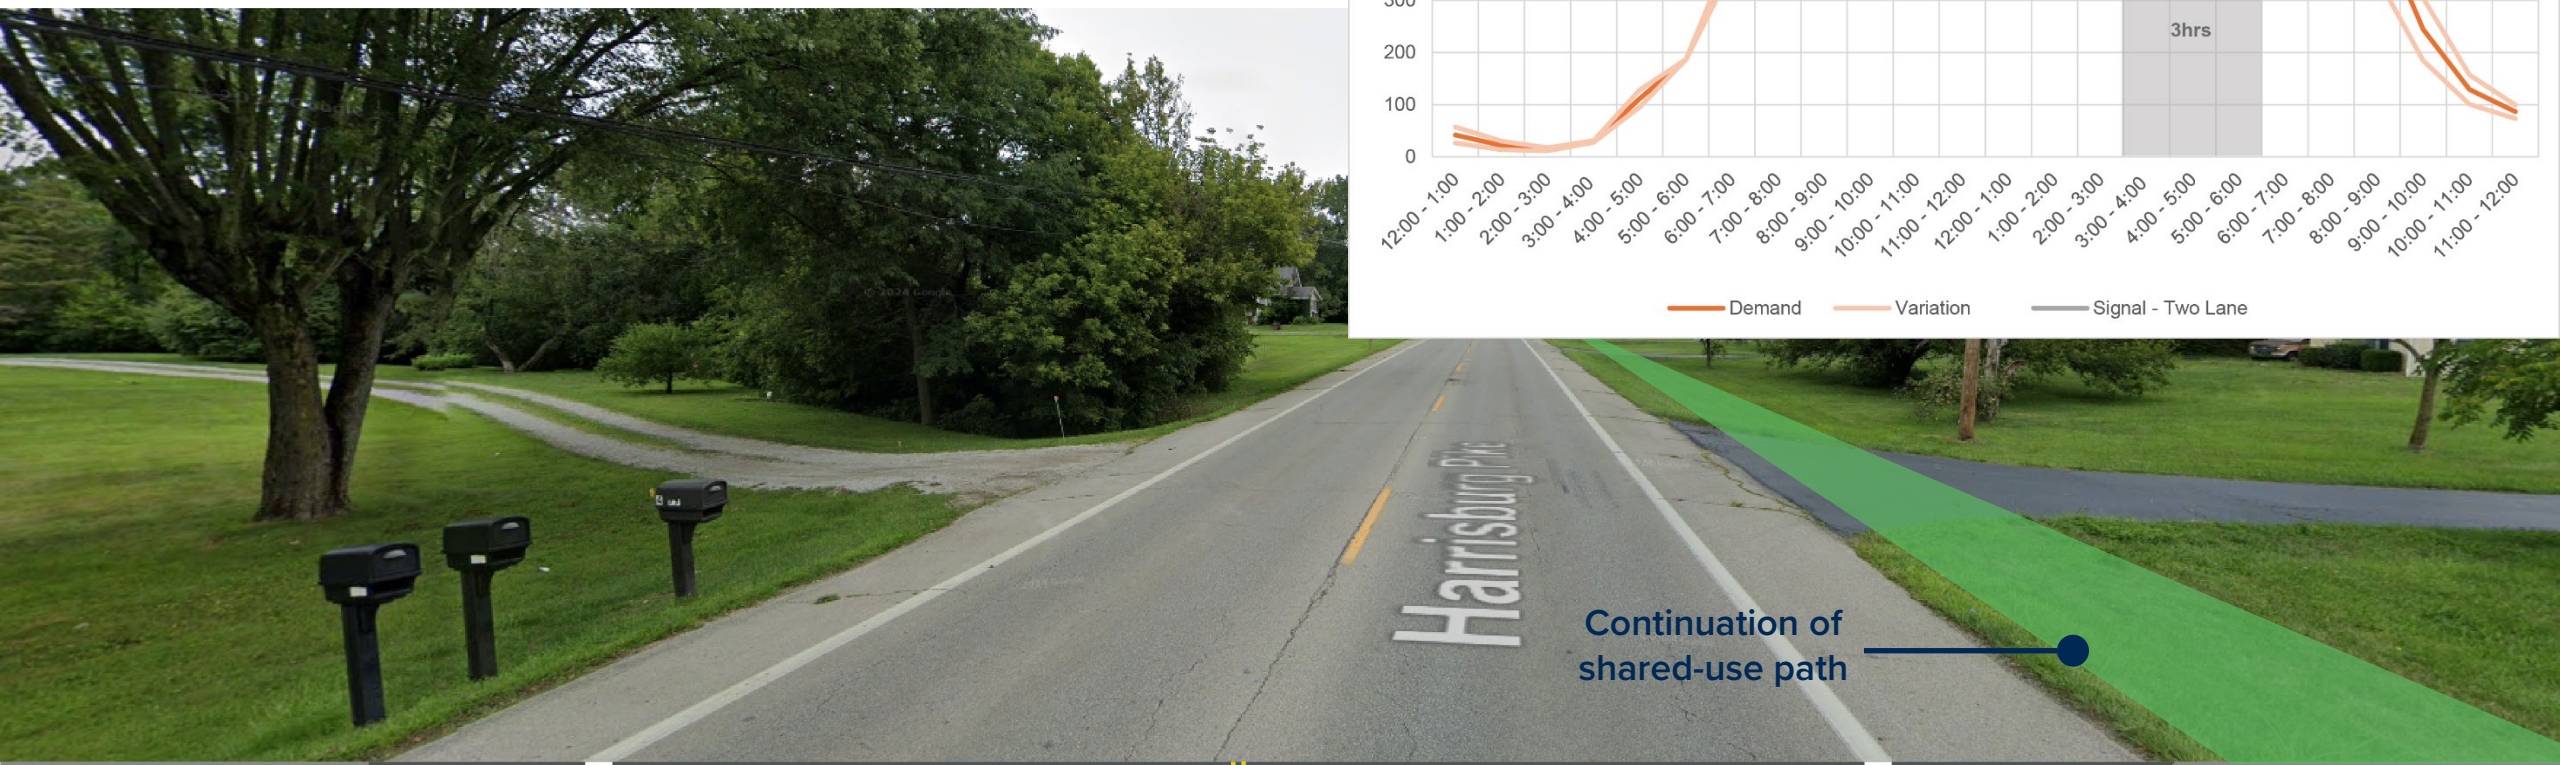 300
3hrs
200
100
0
12:00 - 1:00
1:00 - 2:00
2:00 - 3:00
3:00 - 4:00
4:00 - 5:00
5:00 - 6:00
6:00 - 7:00
7:00 - 8:00
8:00 - 9:00
9:00 - 10:00
10:00 - 11:00
11:00 - 12:00
12:00 - 1:00
1:00 - 2:00
2:00 - 3:00
3:00 - 4:00
4:00 - 5:00
5:00 - 6:00
6:00 - 7:00
7:00 - 8:00
8:00 - 9:00
9:00 - 10:00
10:00 - 11:00
11:00 - 12:00
Demand
Variation
Signal - Two Lane
© 2024 Google
Harrisburg Pike
Continuation of
shared-use path